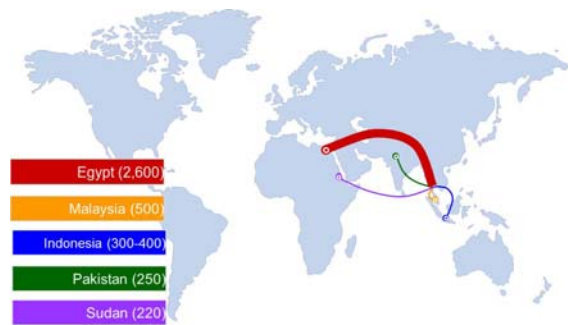 Egypt (2,600)
Malaysia (500)
Indonesia (300-400)
Pakistan (250)
Sudan (220)